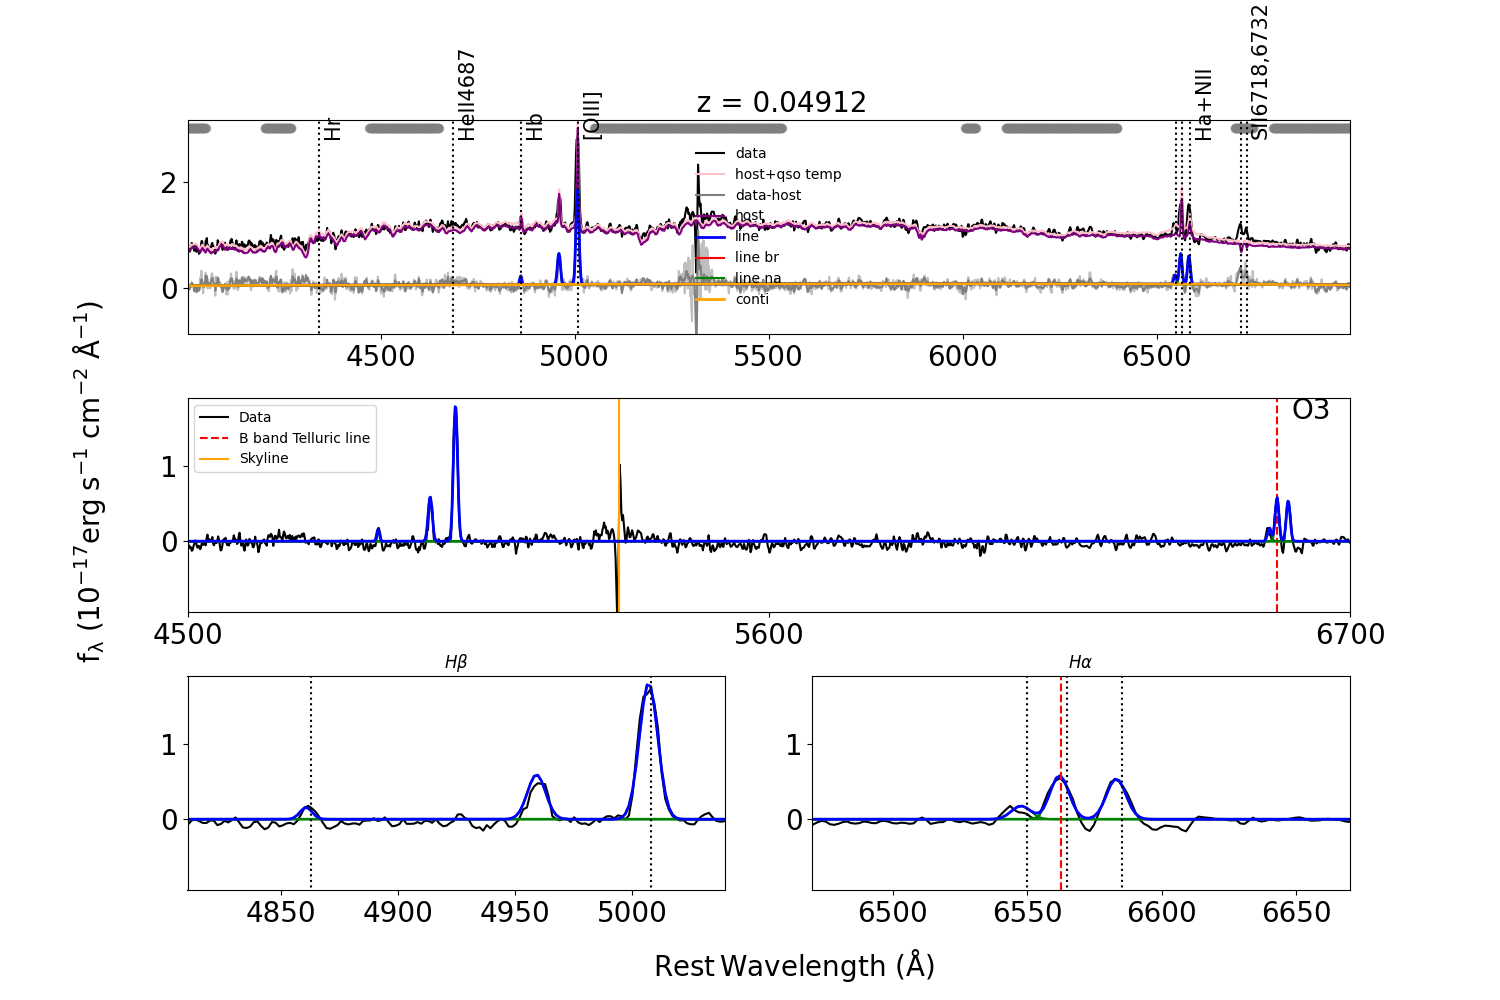 z = 0.04912
Hr
HeII4687
Hb
[OIII]
Ha+NII
SII6718,6732
data
host+qso temp
data-host
host
line
line br
line na
conti
2
0
4500 5000 5500 6000 6500
f_λ (10^−17 erg s^−1 cm^−2 Å^−1)
Data
B band Telluric line
Skyline
O3
1
0
4500 5600 6700
Hβ
1
0
4850 4900 4950 5000
Hα
1
0
6500 6550 6600 6650
Rest Wavelength (Å)